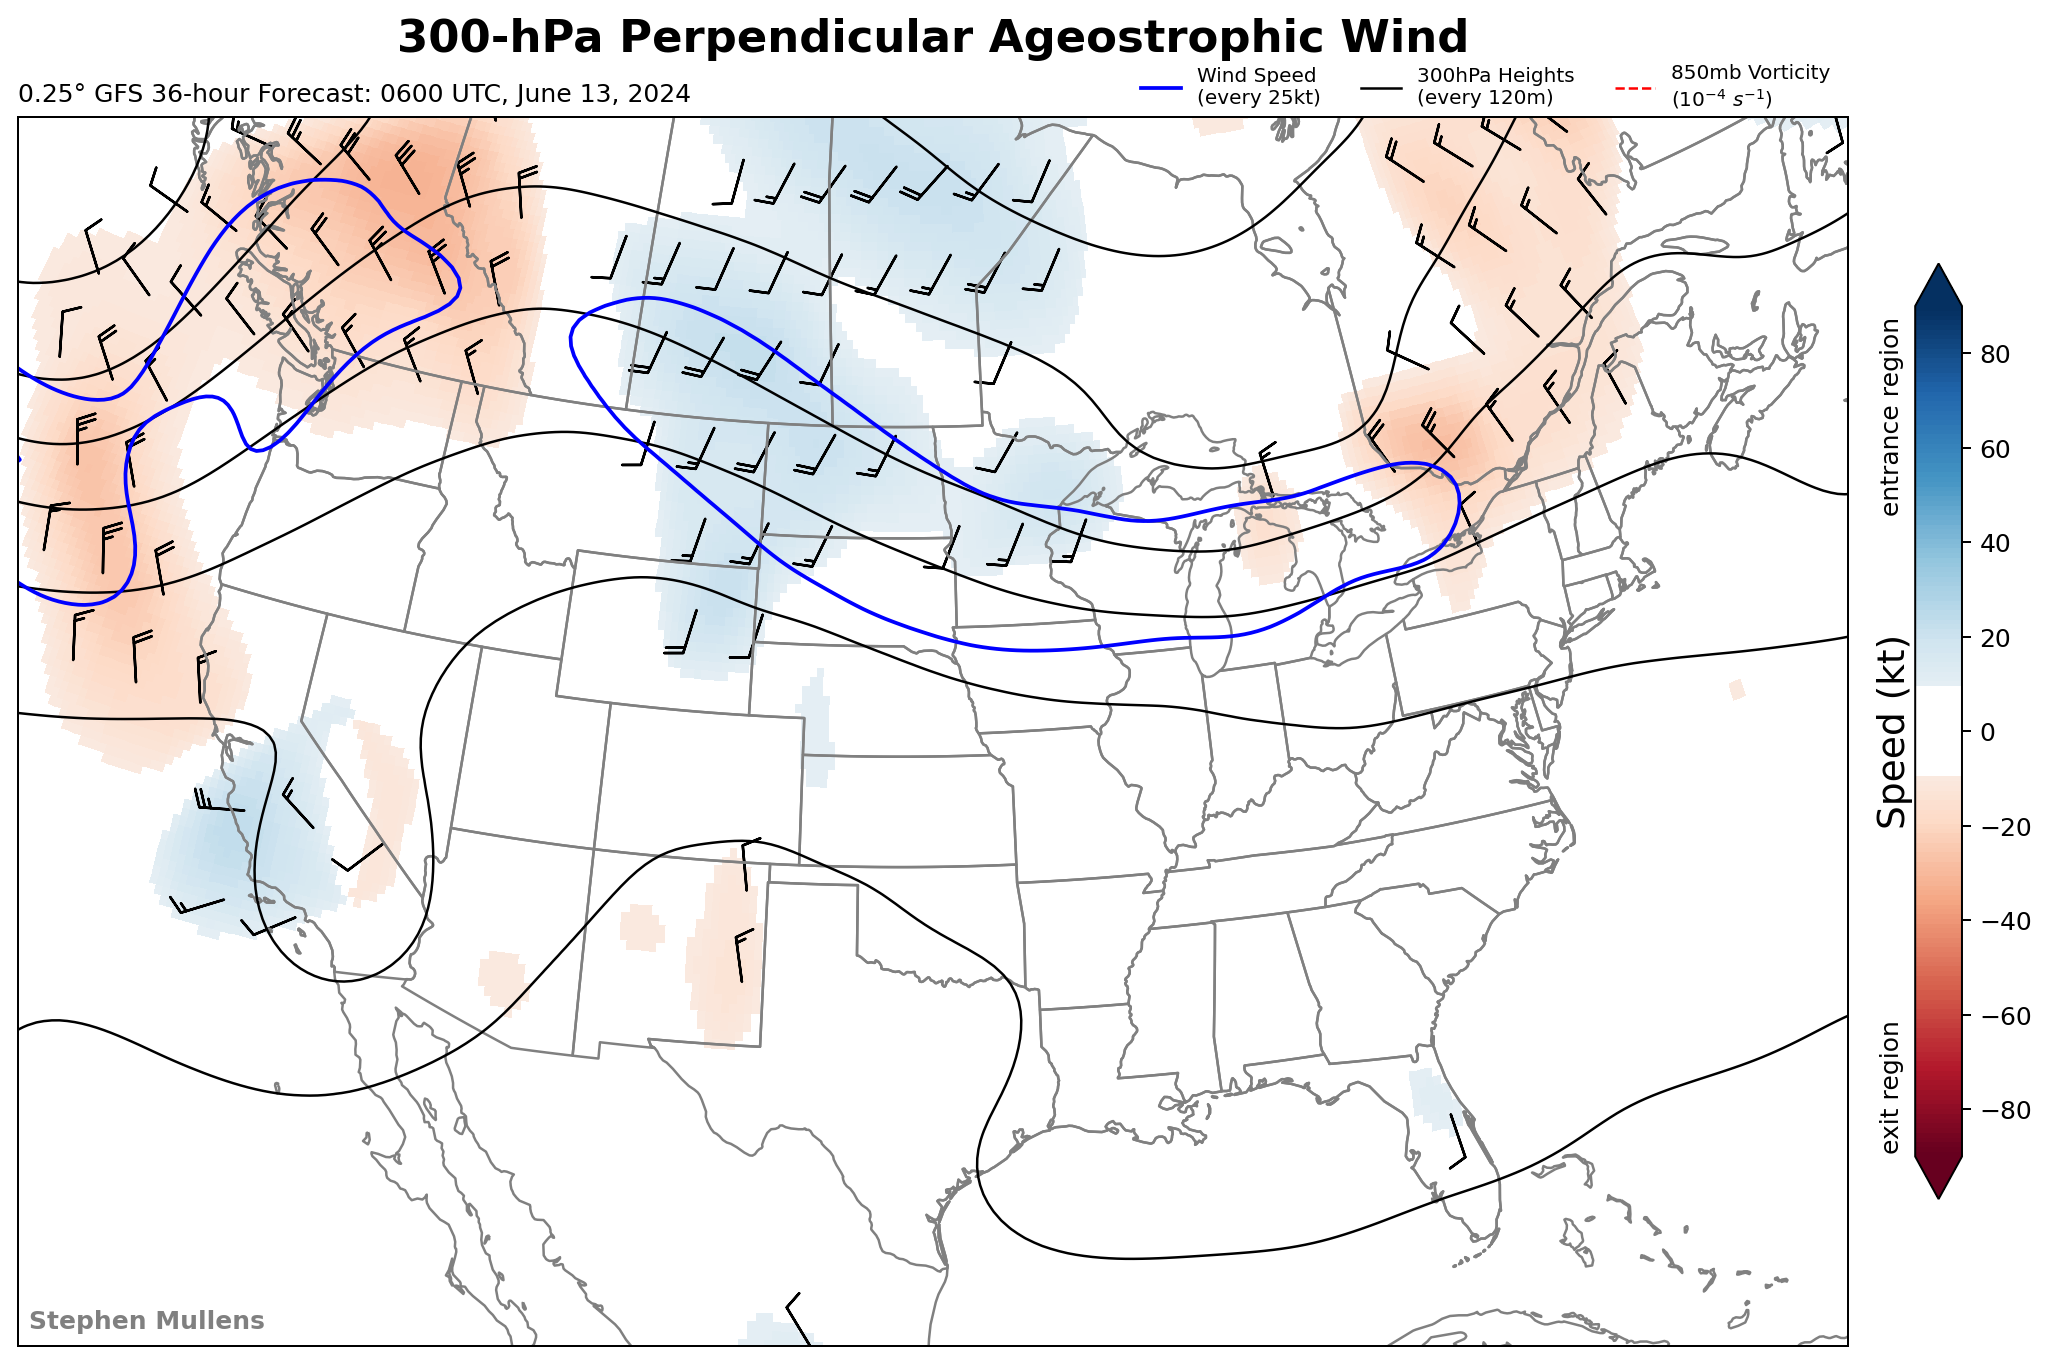 300-hPa Perpendicular Ageostrophic Wind
0.25° GFS 36-hour Forecast: 0600 UTC, June 13, 2024
Wind Speed
(every 25kt)
300hPa Heights
(every 120m)
850mb Vorticity
(10⁻⁴ s⁻¹)
entrance region
Speed (kt)
exit region
80
60
40
20
0
−20
−40
−60
−80
Stephen Mullens